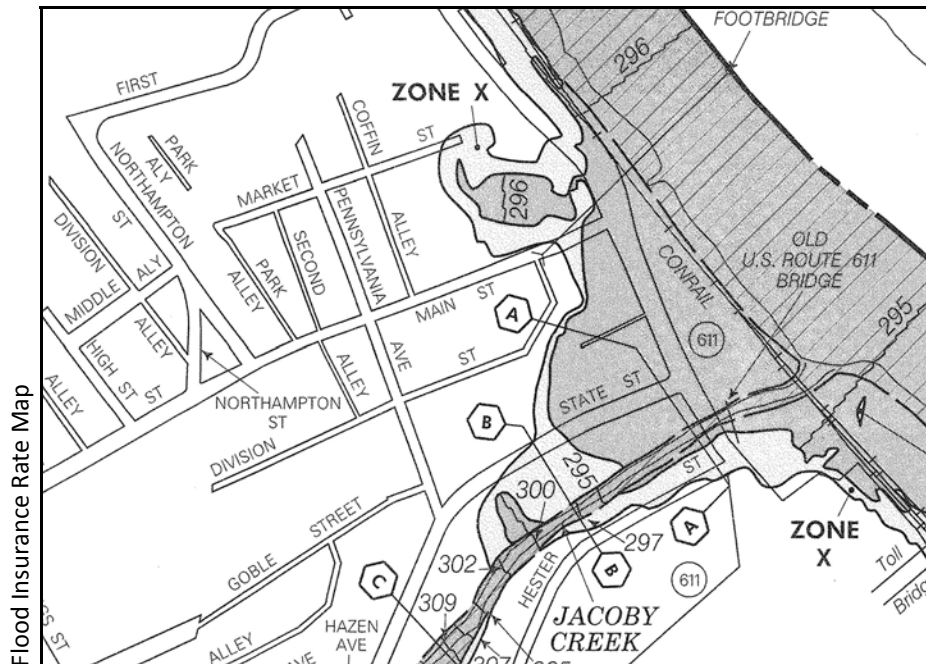 Flood Insurance Rate Map
FOOTBRIDGE
296
FIRST
ZONE X
COFFIN
ST
PARK
ALY
NORTHAMPTON
ST
MARKET
PENNSYLVANIA
AVE
ALLEY
DIVISION
ST
MIDDLE ALY
SECOND
PARK
ALLEY
296
OLD
U.S. ROUTE 611
BRIDGE
CONRAIL
295
MAIN ST
A
611
ALLEY
HIGH ST
ST
ALLEY
ALLEY
NORTHAMPTON
ST
DIVISION
ST
STATE ST
B
295
ST
300
297
A
ZONE
X
GOBLE STREET
302
B
611
Toll
C
HESTER
JACOBY
CREEK
309
HAZEN
AVE
ALLEY